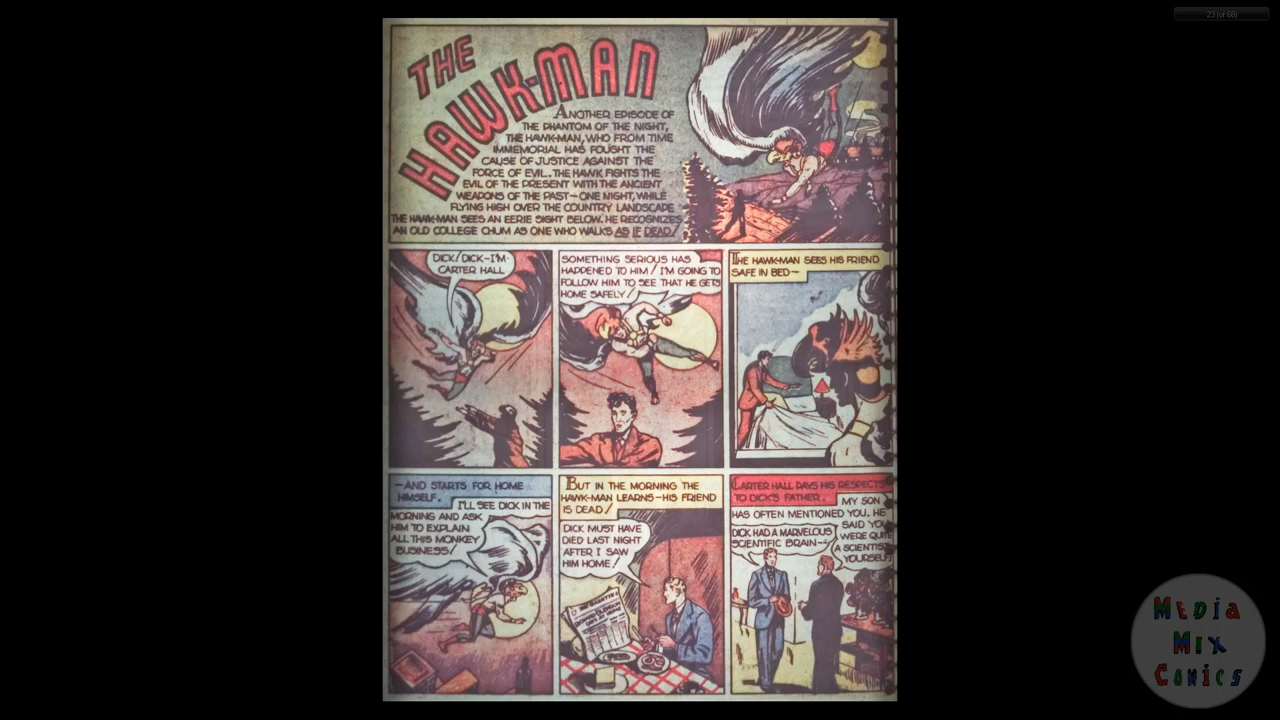 23 (of 68)
THE
HAWK-MAN
ANOTHER EPISODE OF
THE PHANTOM OF THE NIGHT,
THE HAWK-MAN, WHO FROM TIME
IMMEMORIAL HAS FOUGHT THE
CAUSE OF JUSTICE AGAINST THE
FORCE OF EVIL. THE HAWK FIGHTS THE
EVIL OF THE PRESENT WITH THE ANCIENT
WEAPONS OF THE PAST—ONE NIGHT, WHILE
FLYING HIGH OVER THE COUNTRY LANDSCAPE
THE HAWK-MAN SEES AN EERIE SIGHT BELOW. HE RECOGNIZES
AN OLD COLLEGE CHUM AS ONE WHO WALKS AS IF DEAD!
DICK! DICK-I'M
CARTER HALL
SOMETHING SERIOUS HAS
HAPPENED TO HIM! I'M GOING TO
FOLLOW HIM TO SEE THAT HE GETS
HOME SAFELY!
THE HAWK-MAN SEES HIS FRIEND
SAFE IN BED—
—AND STARTS FOR HOME
HIMSELF.
I'LL SEE DICK IN THE
MORNING AND ASK
HIM TO EXPLAIN
ALL THIS MONKEY
BUSINESS!
BUT IN THE MORNING THE
HAWK-MAN LEARNS—HIS FRIEND
IS DEAD!
DICK MUST HAVE
DIED LAST NIGHT
AFTER I SAW
HIM HOME!
CARTER HALL PAYS HIS RESPECTS
TO DICK'S FATHER.
DICK HAD A MARVELOUS
SCIENTIFIC BRAIN--
MY SON
HAS OFTEN MENTIONED YOU. HE
SAID YOU
WERE QUITE
A SCIENTIST
YOURSELF!
MEDiA
MiX
COMiCS